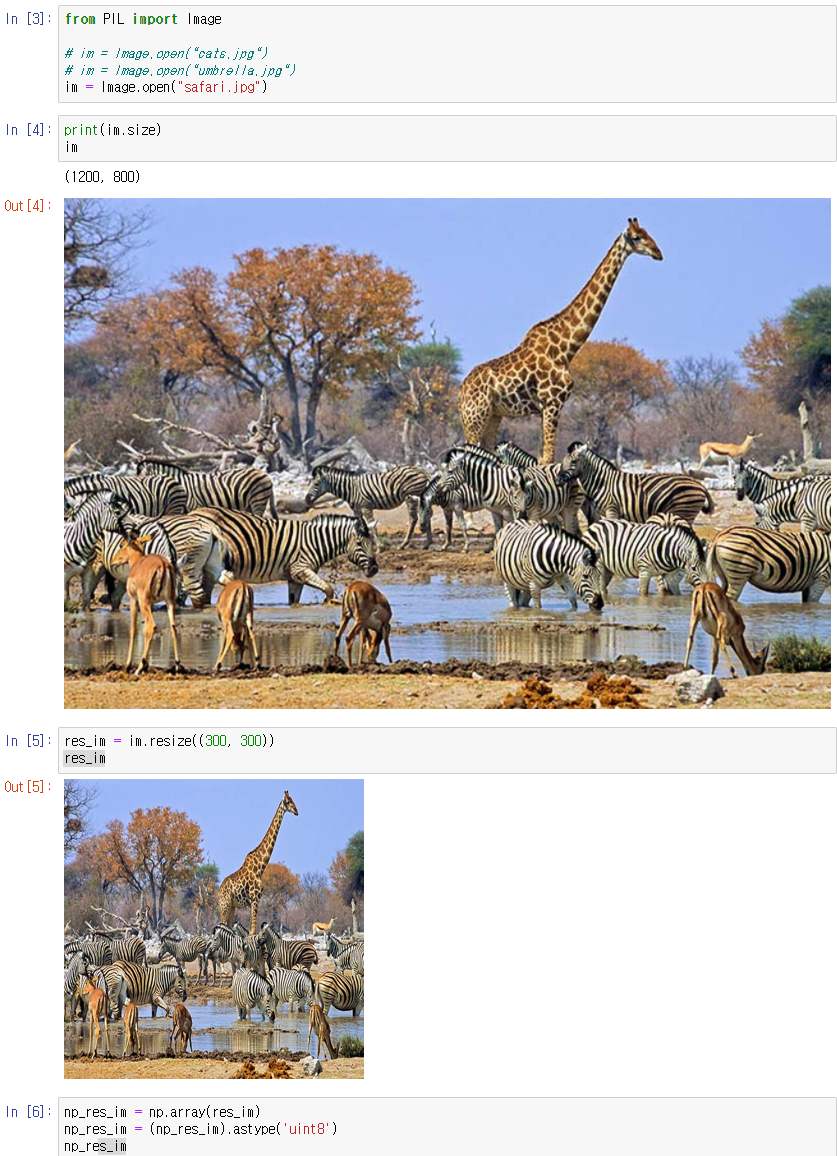 In [3]: from PIL import Image
# im = Image.open("cats.jpg")
# im = Image.open("umbrella.jpg")
im = Image.open("safari.jpg")
In [4]: print(im.size)
im
(1200, 800)
Out[4]:
In [5]: res_im = im.resize((300, 300))
res_im
Out[5]:
In [6]: np_res_im = np.array(res_im)
np_res_im = (np_res_im).astype('uint8')
np_res_im